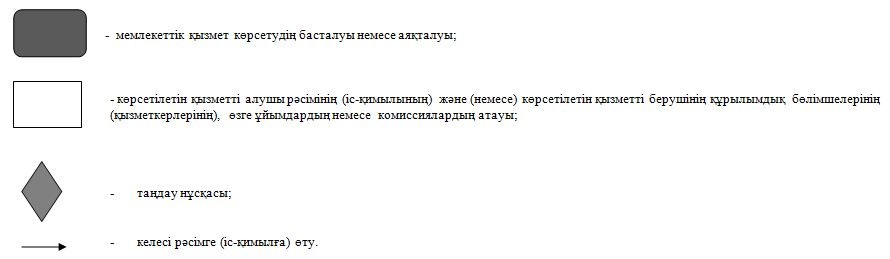 - мемлекеттік қызмет көрсетудің басталуы немесе аяқталуы;
- көрсетілетін қызметті алушы рәсімінің (іс-қимылының) және (немесе) көрсетілетін қызметті берушінің құрылымдық бөлімшелерінің
(қызметкерлерінің), өзге ұйымдардың немесе комиссиялардың атауы;
- таңдау нұсқасы;
- келесі рәсімге (іс-қимылға) өту.